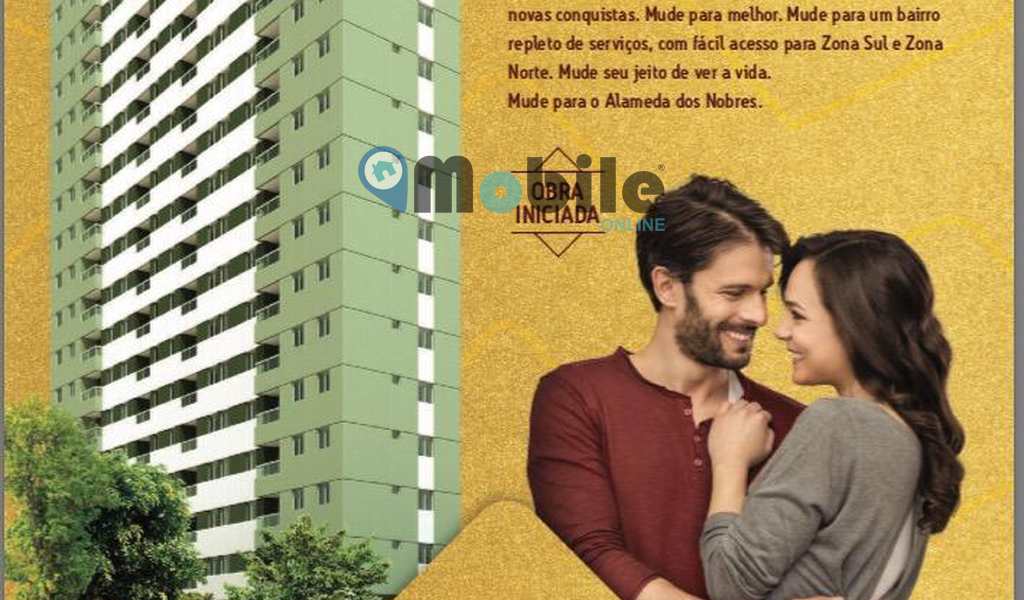 novas conquistas. Mude para melhor. Mude para um bairro
repleto de serviços, com fácil acesso para Zona Sul e Zona
Norte. Mude seu jeito de ver a vida.
Mude para o Alameda dos Nobres.
Mobile®
ONLINE
OBRA
INICIADA